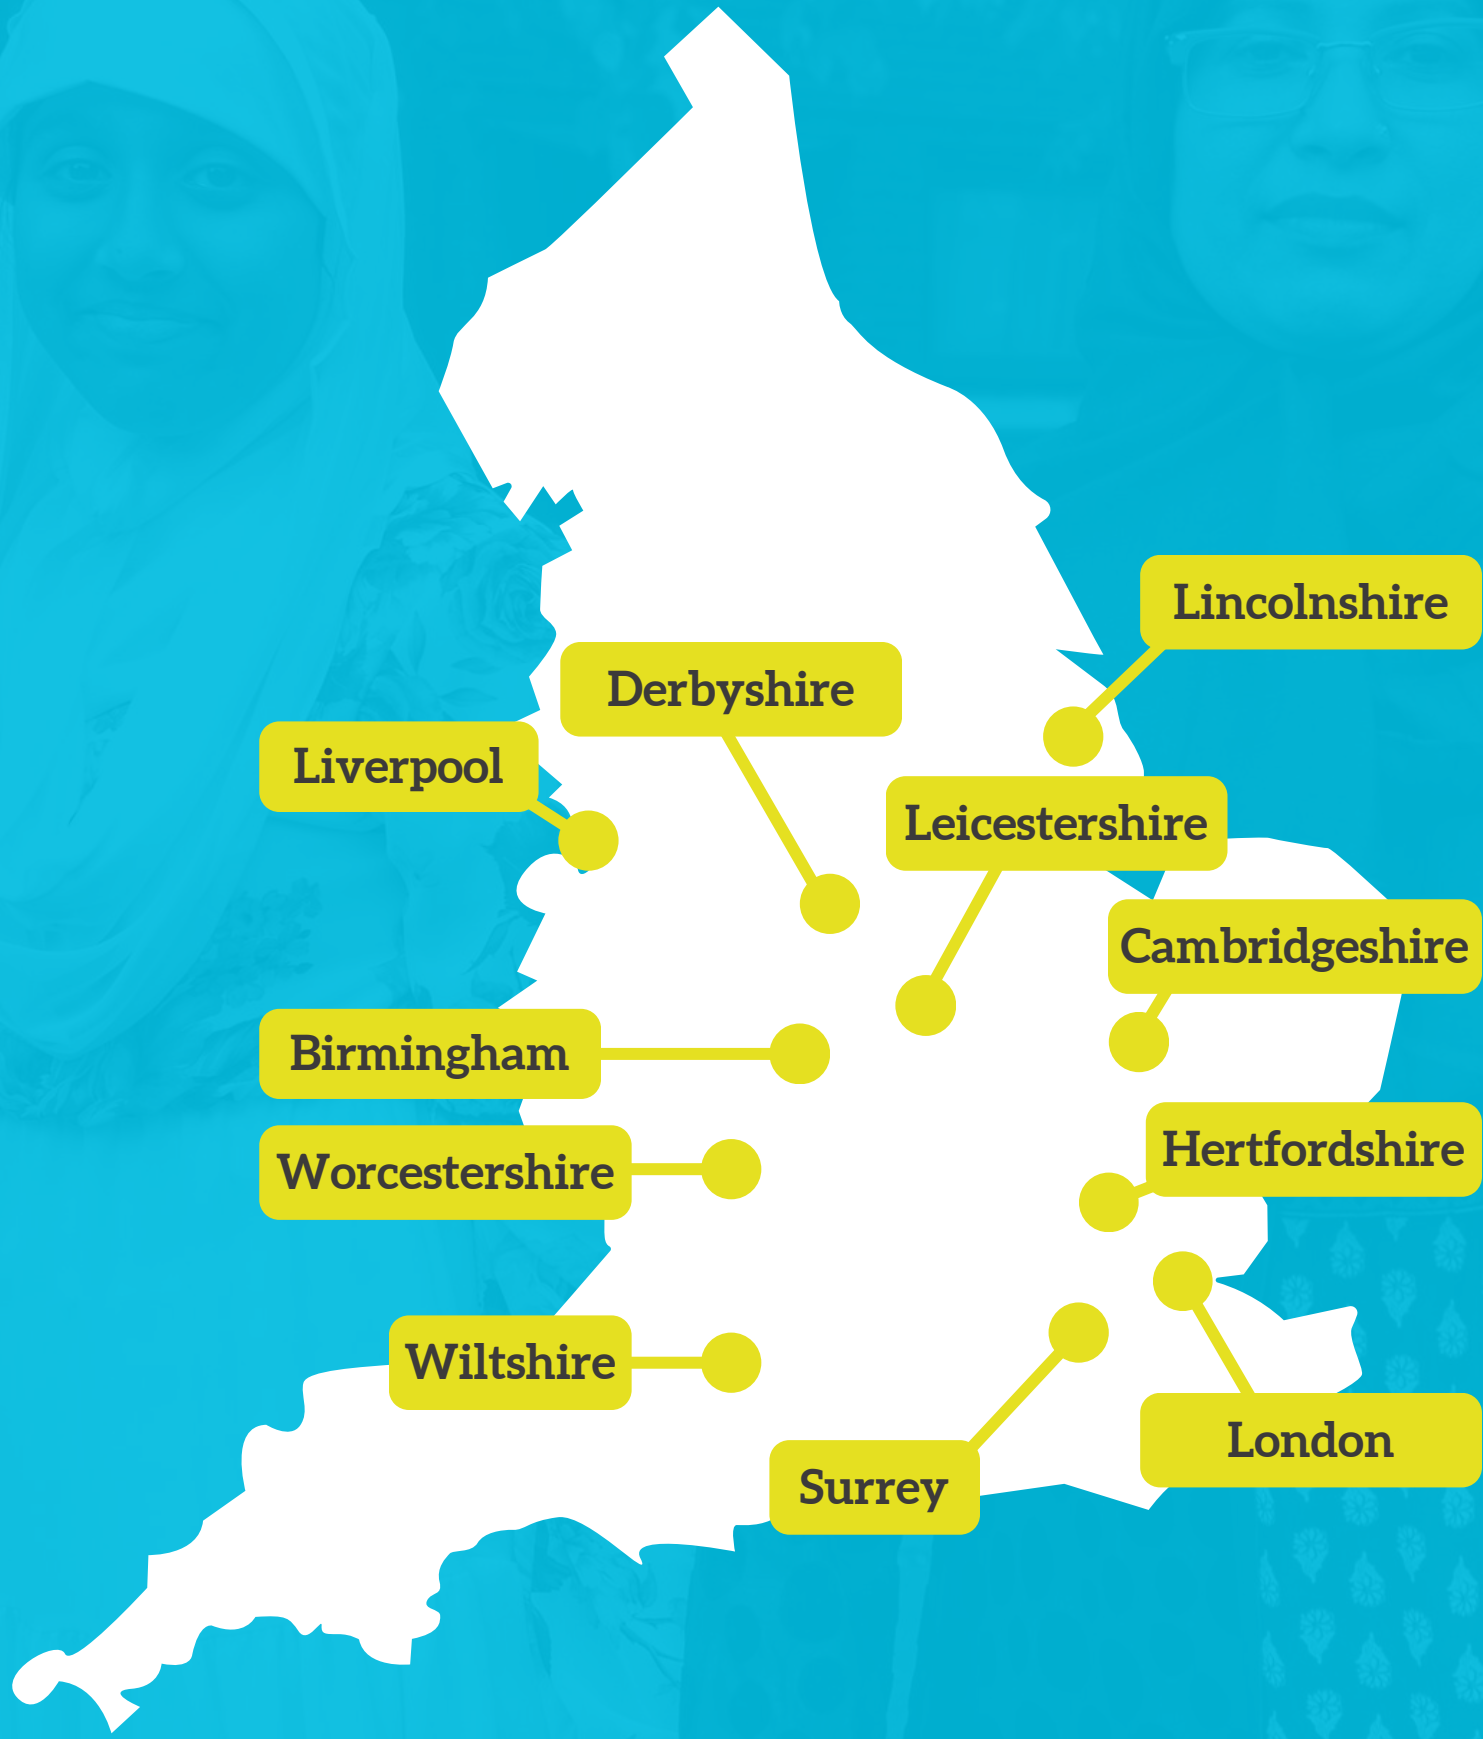 Lincolnshire
Derbyshire
Liverpool
Leicestershire
Cambridgeshire
Birmingham
Hertfordshire
Worcestershire
Wiltshire
London
Surrey